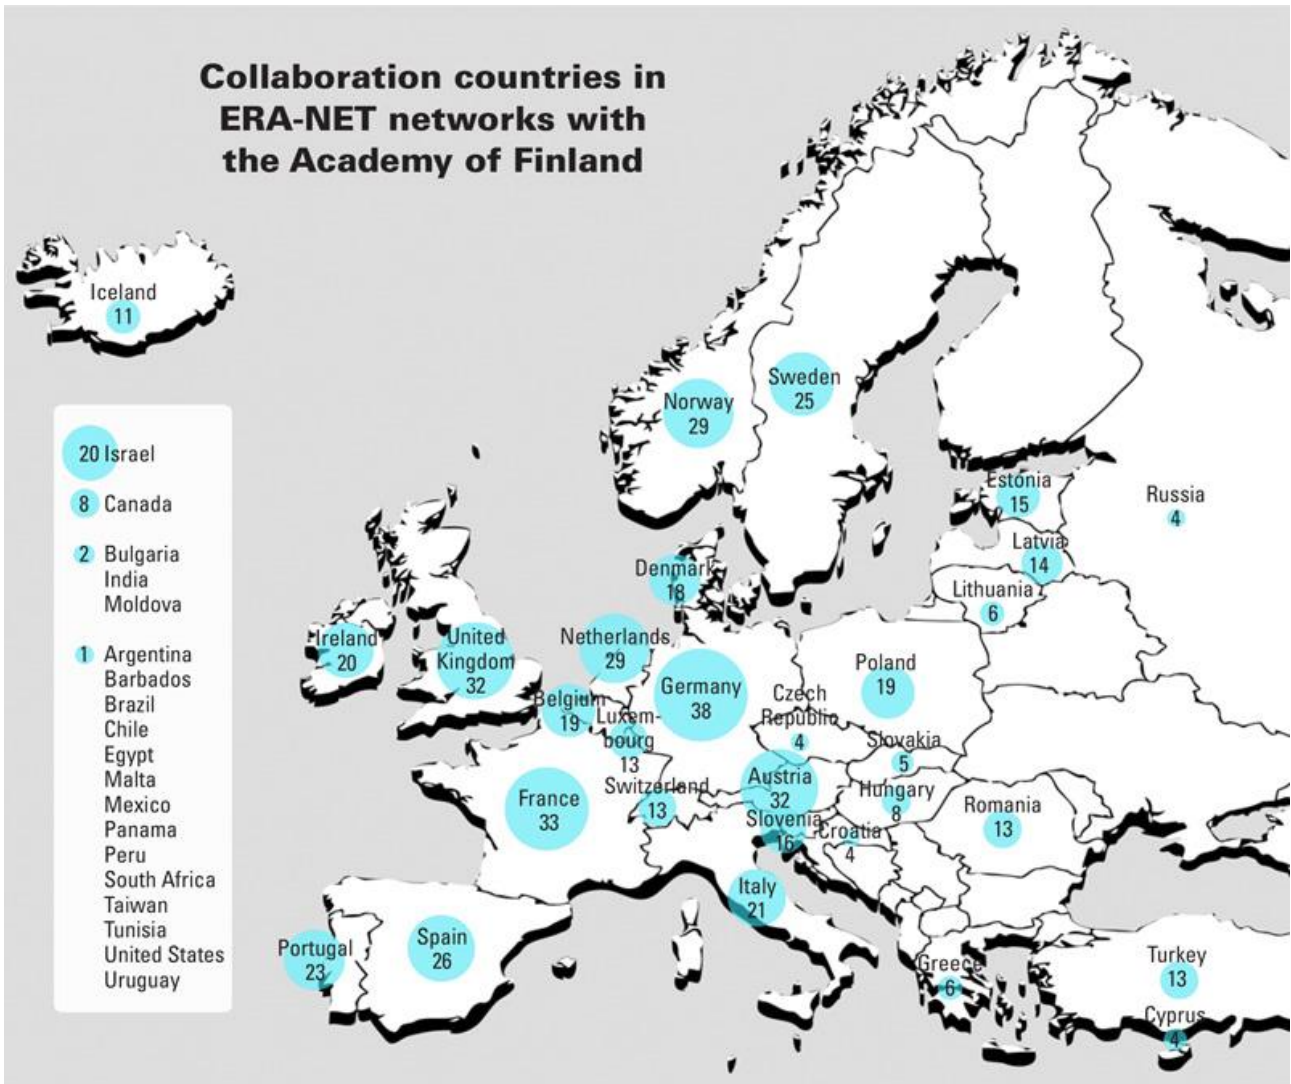 Collaboration countries in
ERA-NET networks with
the Academy of Finland
Iceland
11
20 Israel
8 Canada
2 Bulgaria
India
Moldova
1 Argentina
Barbados
Brazil
Chile
Egypt
Malta
Mexico
Panama
Peru
South Africa
Taiwan
Tunisia
United States
Uruguay
Norway
29
Sweden
25
Estonia
15
Russia
4
Latvia
14
Lithuania
6
Denmark
18
Ireland
20
United
Kingdom
32
Netherlands
29
Belgium
19
Luxem-
bourg
13
Germany
38
Poland
19
Czech
Republic
4
Slovakia
5
Austria
32
Hungary
8
Switzerland
13
France
33
Slovenia
16
Croatia
4
Romania
13
Italy
21
Portugal
23
Spain
26
Greece
6
Turkey
13
Cyprus
4